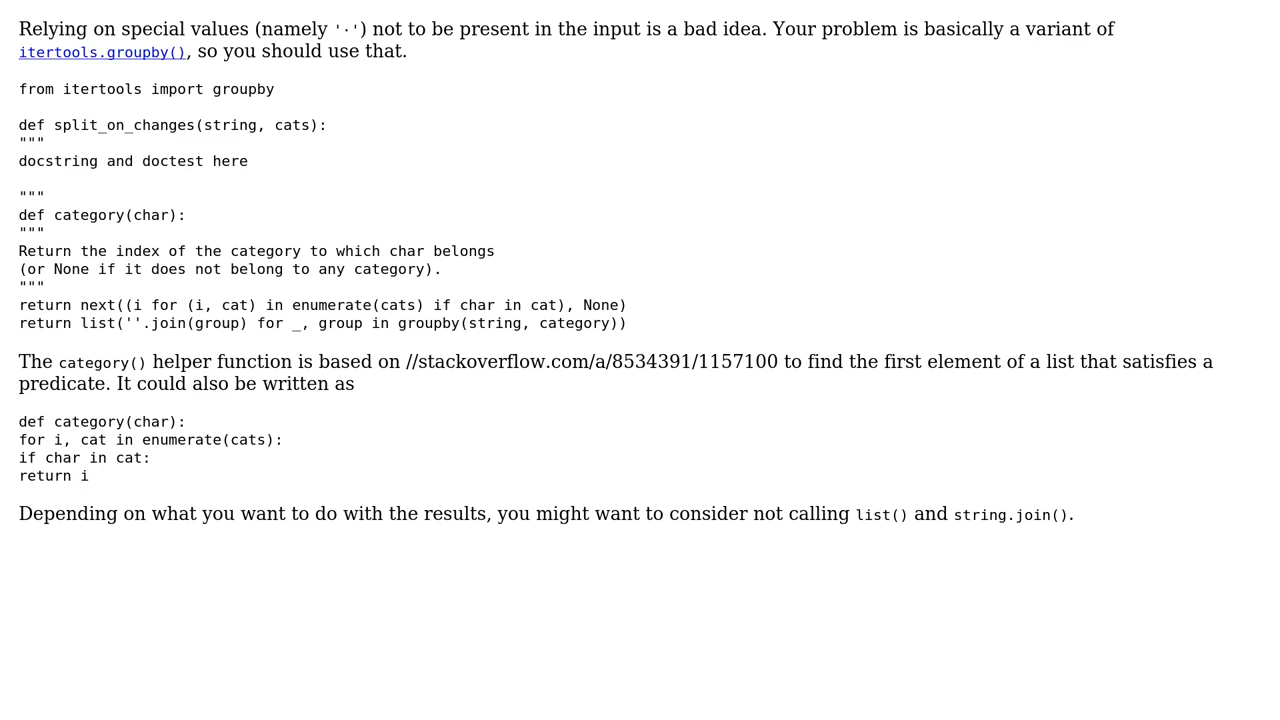 Relying on special values (namely '·') not to be present in the input is a bad idea. Your problem is basically a variant of
itertools.groupby(), so you should use that.
from itertools import groupby
def split_on_changes(string, cats):
"""
docstring and doctest here
"""
def category(char):
"""
Return the index of the category to which char belongs
(or None if it does not belong to any category).
"""
return next((i for (i, cat) in enumerate(cats) if char in cat), None)
return list(''.join(group) for _, group in groupby(string, category))
The category() helper function is based on //stackoverflow.com/a/8534391/1157100 to find the first element of a list that satisfies a
predicate. It could also be written as
def category(char):
for i, cat in enumerate(cats):
if char in cat:
return i
Depending on what you want to do with the results, you might want to consider not calling list() and string.join().